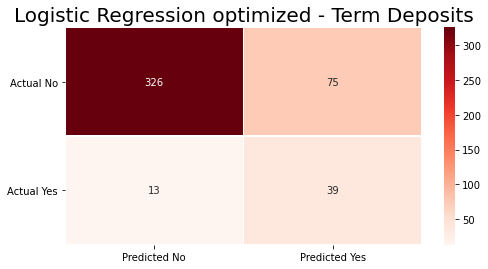 Logistic Regression optimized - Term Deposits
Actual No
326
75
Actual Yes
13
39
Predicted No
Predicted Yes
300
250
200
150
100
50